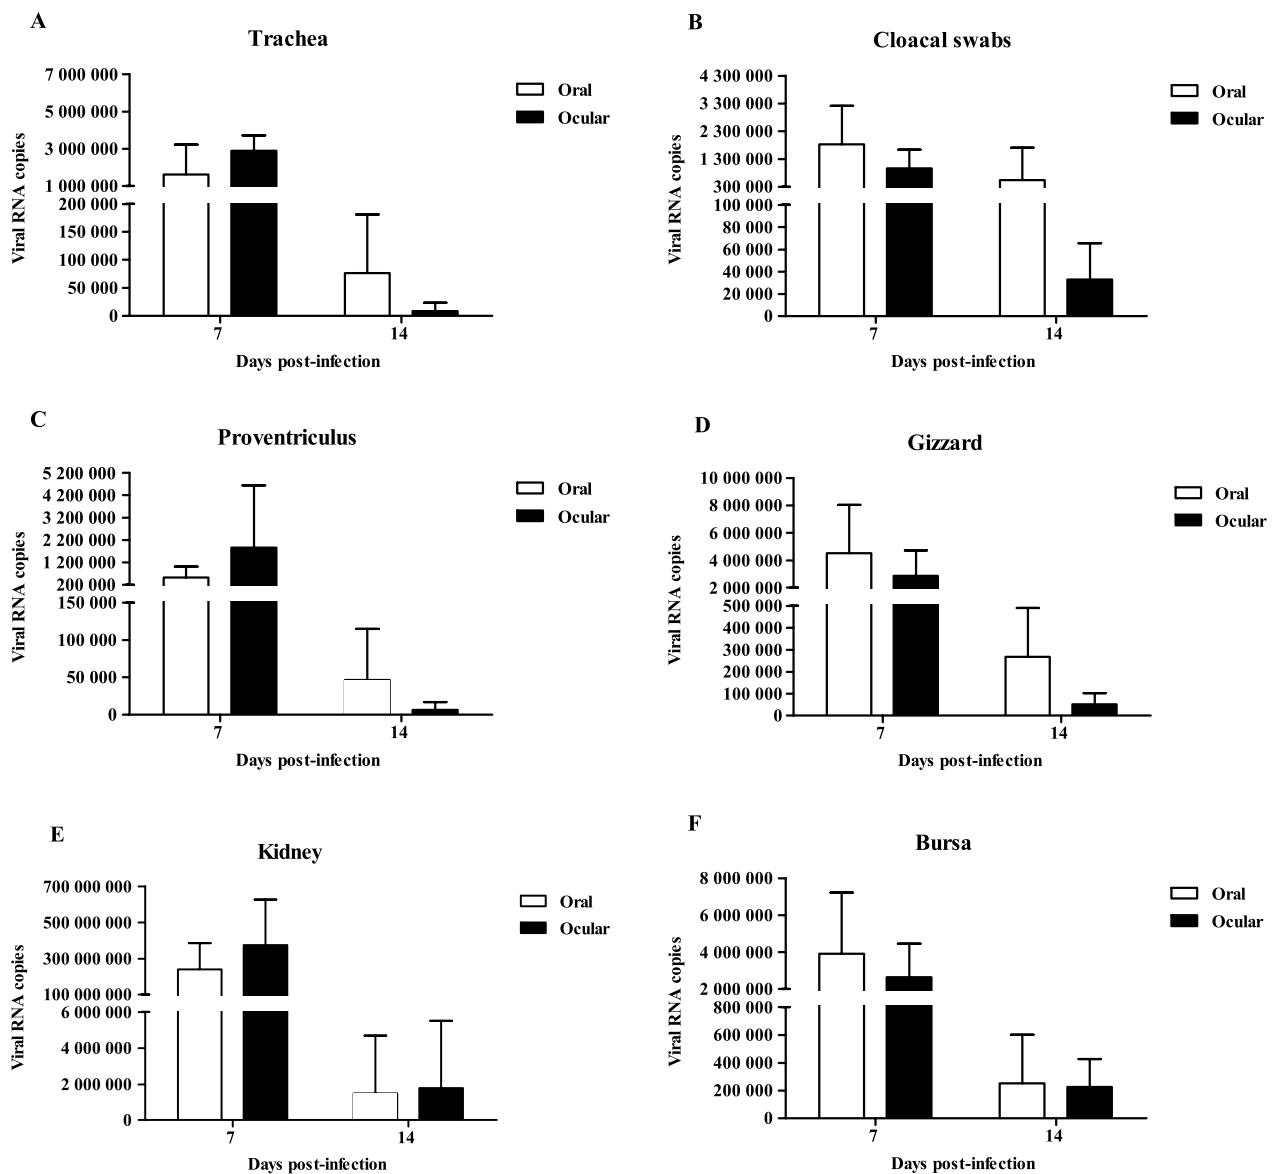 A
Trachea
7 000 000
5 000 000
3 000 000
1 000 000
200 000
150 000
100 000
50 000
0
Viral RNA copies
7
14
Days post-infection
Oral
Ocular
B
Cloacal swabs
4 300 000
3 300 000
2 300 000
1 300 000
300 000
100 000
80 000
60 000
40 000
20 000
0
Viral RNA copies
7
14
Days post-infection
Oral
Ocular
C
Proventriculus
5 200 000
4 200 000
3 200 000
2 200 000
1 200 000
200 000
150 000
100 000
50 000
0
Viral RNA copies
7
14
Days post-infection
Oral
Ocular
D
Gizzard
10 000 000
8 000 000
6 000 000
4 000 000
2 000 000
500 000
400 000
300 000
200 000
100 000
0
Viral RNA copies
7
14
Days post-infection
Oral
Ocular
E
Kidney
700 000 000
500 000 000
300 000 000
100 000 000
6 000 000
4 000 000
2 000 000
0
Viral RNA copies
7
14
Days post-infection
Oral
Ocular
F
Bursa
8 000 000
6 000 000
4 000 000
2 000 000
800 000
600 000
400 000
200 000
0
Viral RNA copies
7
14
Days post-infection
Oral
Ocular